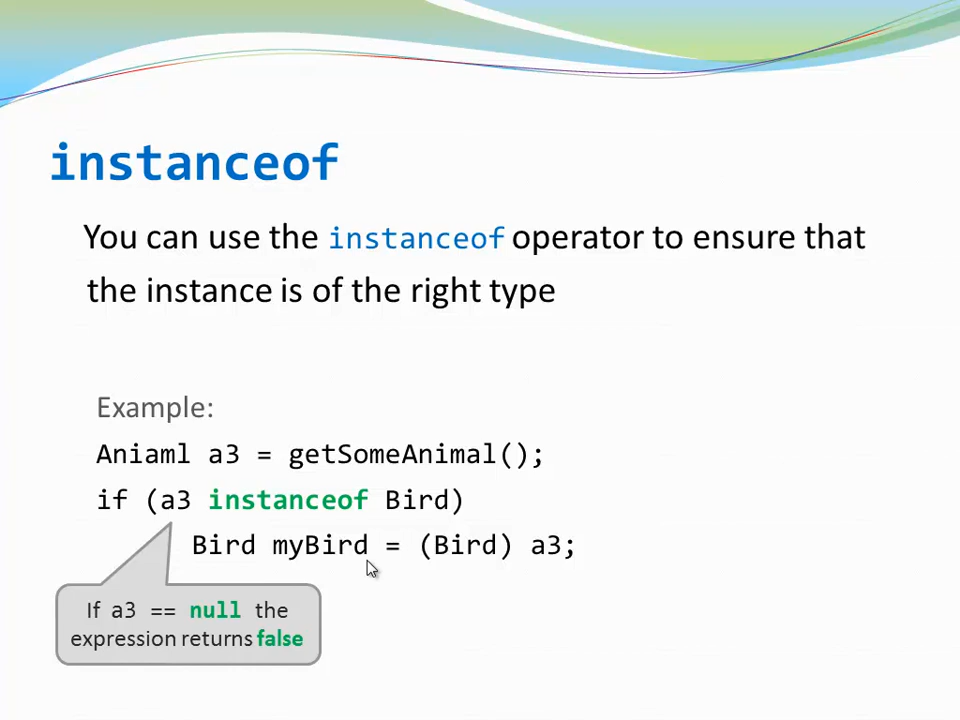 instanceof
You can use the instanceof operator to ensure that
the instance is of the right type
Example:
Aniaml a3 = getSomeAnimal();
if (a3 instanceof Bird)
Bird myBird = (Bird) a3;
If a3 == null the
expression returns false